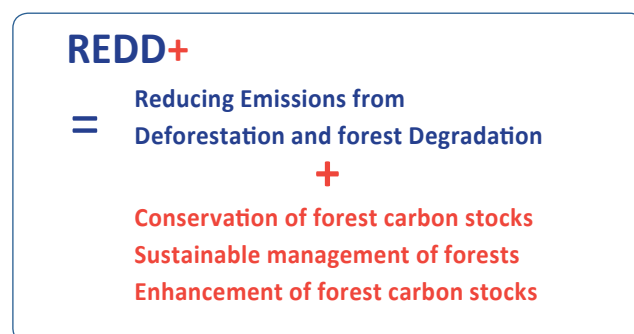 REDD+
= Reducing Emissions from
Deforestation and forest Degradation
+
Conservation of forest carbon stocks
Sustainable management of forests
Enhancement of forest carbon stocks